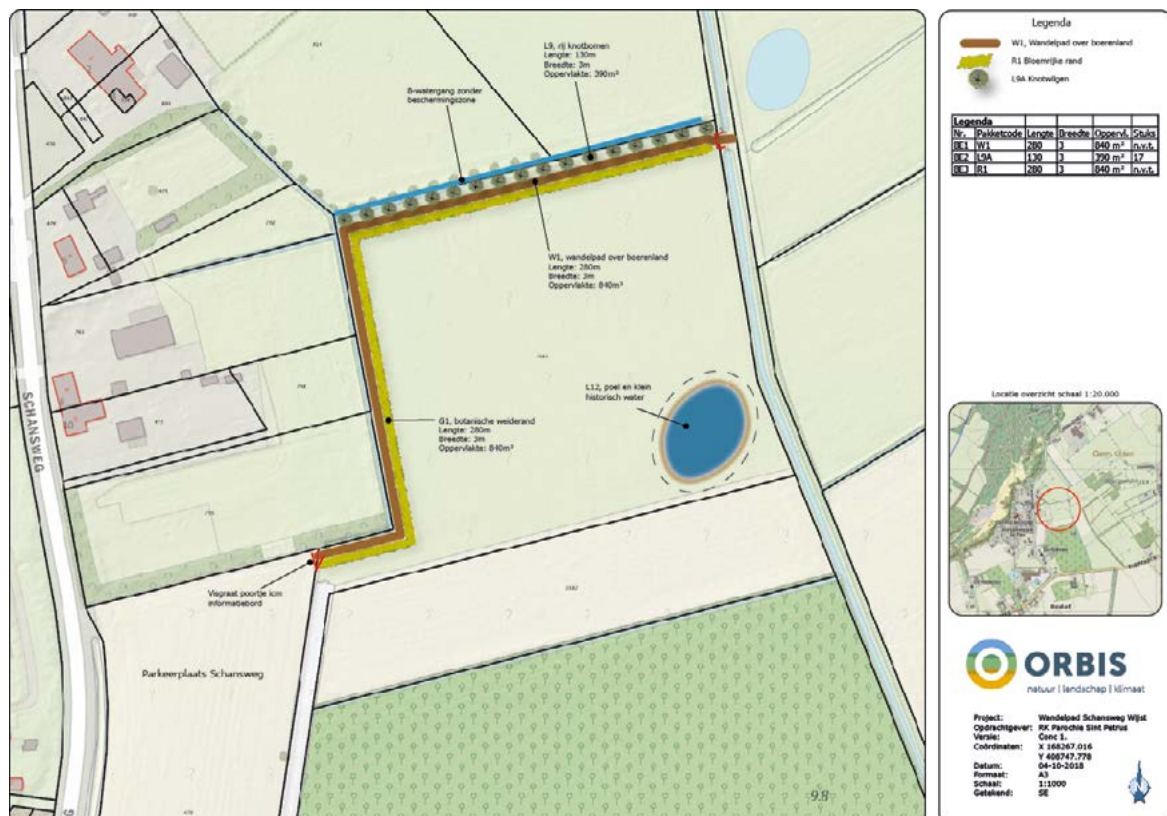 L9, rij knotbomen
Lengte: 130m
Breedte: 3m
Oppervlakte: 390m²
B-watergang zonder
beschermingszone
W1, wandelpad over boerenland
Lengte: 280m
Breedte: 3m
Oppervlakte: 840m²
L12, poel en klein
historisch water
G1, botanische weiderand
Lengte: 280m
Breedte: 3m
Oppervlakte: 840m²
Visgraat poortje icm
informatiebord
Parkeerplaats Schansweg
SCHANSWEG
G
9.8
Legenda
W1, Wandelpad over boerenland
R1 Bloemrijke rand
L9A Knotwilgen
Legenda
Nr. Pakketcode Lengte Breedte Oppervl. Stuks
BE1 W1 280 3 840 m² n.v.t.
BE2 L9A 130 3 390 m² 17
BE3 R1 280 3 840 m² n.v.t.
Locatie overzicht schaal 1:20.000
ORBIS
natuur | landschap | klimaat
Project: Wandelpad Schansweg Wijst
Opdrachtgever: RK Parochie Sint Petrus
Versie: Conc 1.
Coördinaten: X 168267.016
Y 406747.778
Datum: 04-10-2018
Formaat: A3
Schaal: 1:1000
Getekend: SE